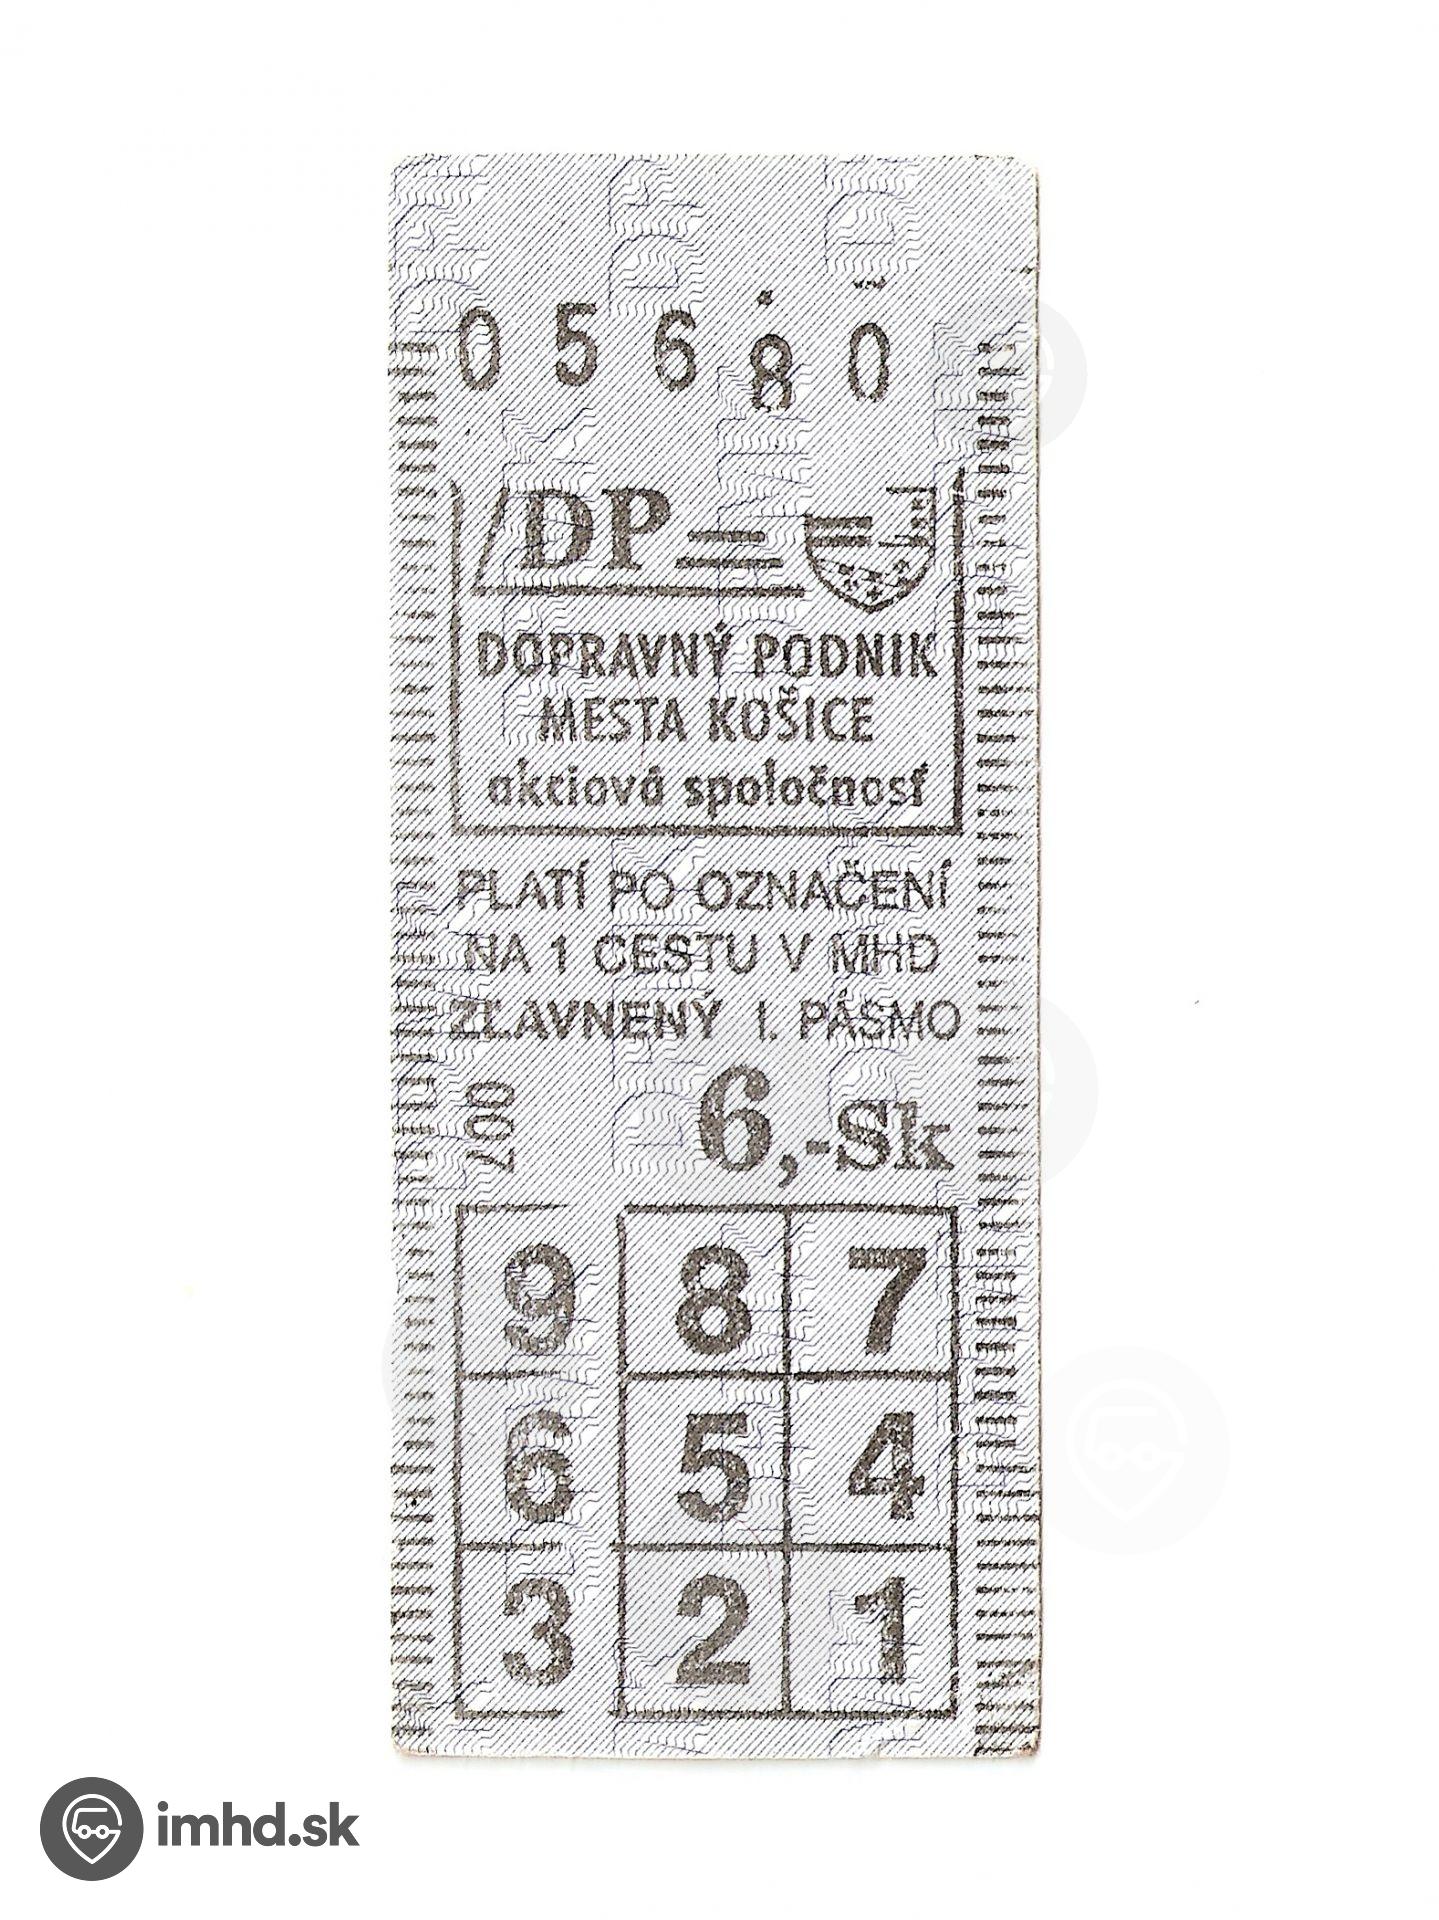 05680
DP
DOPRAVNÝ PODNIK
MESTA KOŠICE
akciová spoločnosť
PLATÍ PO OZNAČENÍ
NA 1 CESTU V MHD
ZĽAVNENÝ I. PÁSMO
007
6,-Sk
9 8 7
6 5 4
3 2 1
imhd.sk